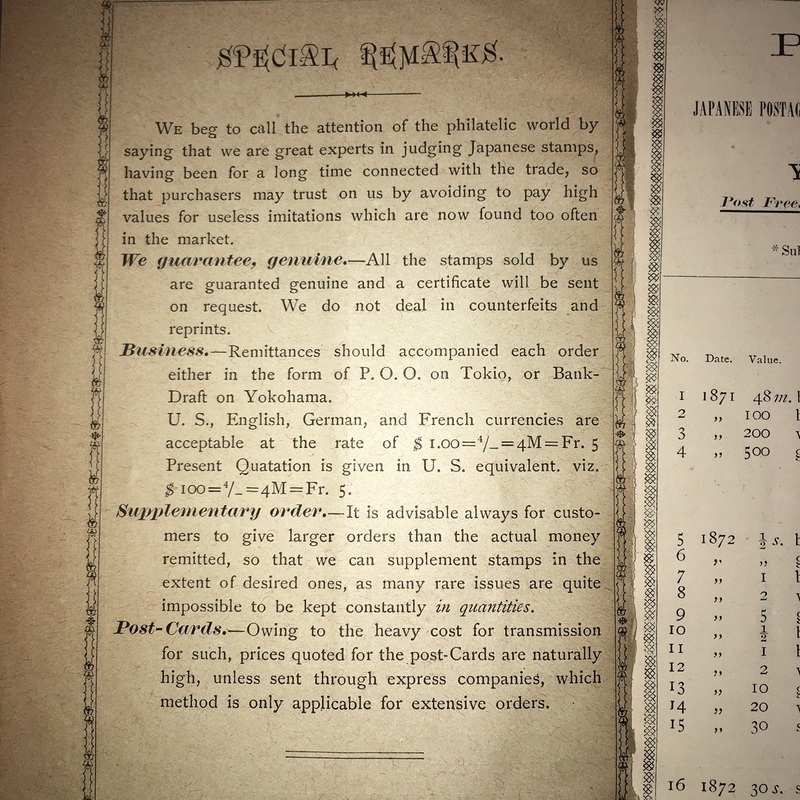 SPECIAL REMARKS.
WE beg to call the attention of the philatelic world by
saying that we are great experts in judging Japanese stamps,
having been for a long time connected with the trade, so
that purchasers may trust on us by avoiding to pay high
values for useless imitations which are now found too often
in the market.
We guarantee, genuine.—All the stamps sold by us
are guaranted genuine and a certificate will be sent
on request. We do not deal in counterfeits and
reprints.
Business.—Remittances should accompanied each order
either in the form of P. O. O. on Tokio, or Bank-
Draft on Yokohama.
U. S., English, German, and French currencies are
acceptable at the rate of $ 1.00=4/_=4M=Fr. 5
Present Quatation is given in U. S. equivalent. viz.
$ 100=4/_=4M=Fr. 5.
Supplementary order.—It is advisable always for custo-
mers to give larger orders than the actual money
remitted, so that we can supplement stamps in the
extent of desired ones, as many rare issues are quite
impossible to be kept constantly in quantities.
Post-Cards.—Owing to the heavy cost for transmission
for such, prices quoted for the post-Cards are naturally
high, unless sent through express companies, which
method is only applicable for extensive orders.
P
JAPANESE POSTAG
Y
Post Free.
* Sul
No. Date. Value.
1 1871 48 m. b
2 „ 100 b
3 „ 200 v
4 „ 500 g
5 1872 ½ s. b
6 „ „ g
7 „ 1 b
8 „ 2 v
9 „ 5 g
10 „ ½ b
11 „ 1 b
12 „ 2 v
13 „ 10 g
14 „ 20 v
15 „ 30 s
16 1872 30 s. s